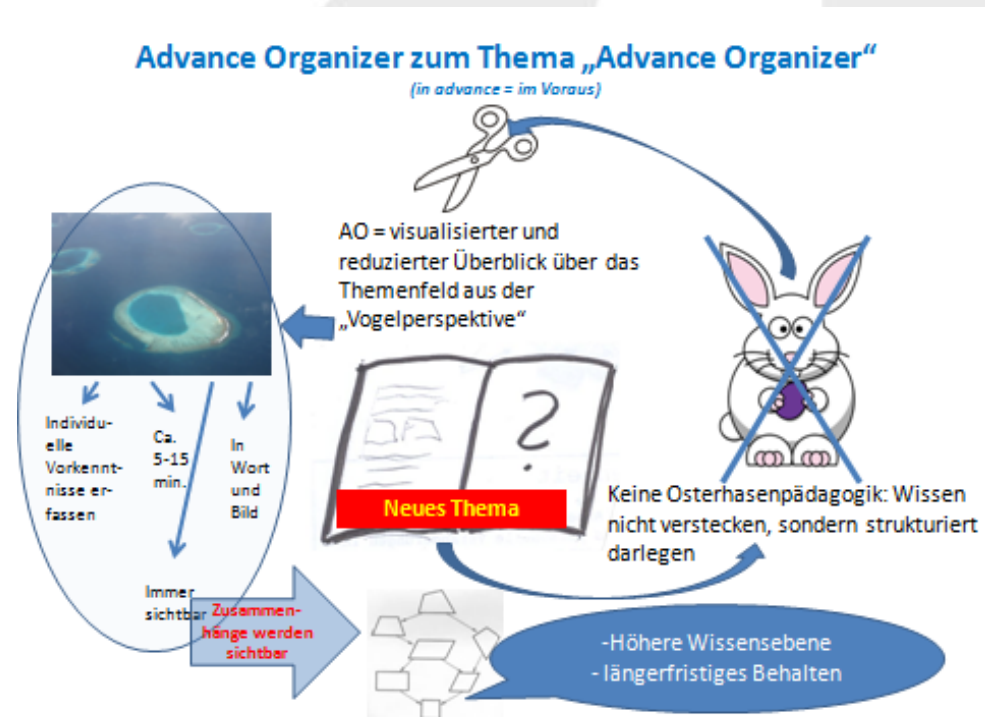 Advance Organizer zum Thema „Advance Organizer“
(in advance = im Voraus)
AO = visualisierter und
reduzierter Überblick über das
Themenfeld aus der
„Vogelperspektive“
Individu-
elle
Vorkennt-
nisse er-
fassen
Ca.
5-15
min.
In
Wort
und
Bild
Immer
sichtbar
?
Neues Thema
Keine Osterhasenpädagogik: Wissen
nicht verstecken, sondern strukturiert
darlegen
Zusammen-
hänge werden
sichtbar
-Höhere Wissensebene
- längerfristiges Behalten